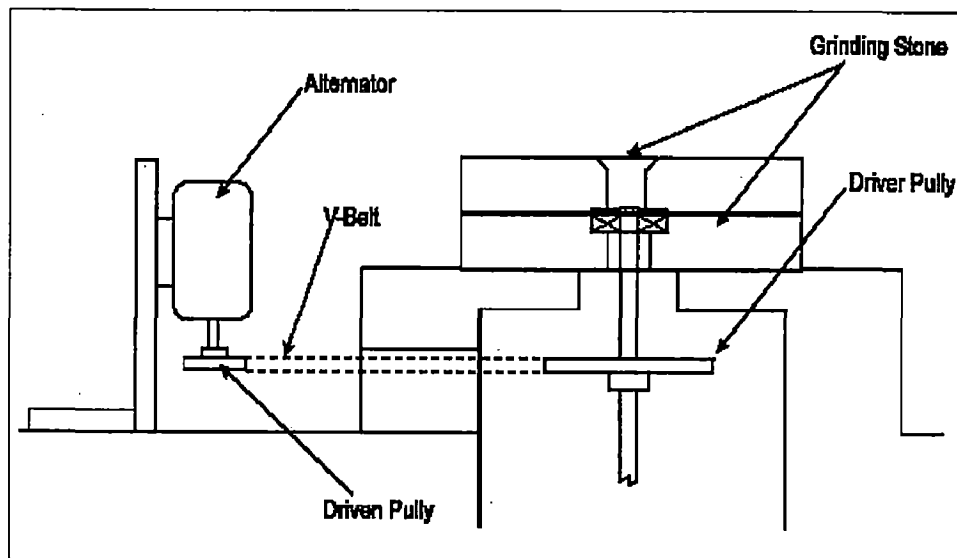 Grinding Stone
Alternator
Driver Pully
V-Belt
Driven Pully